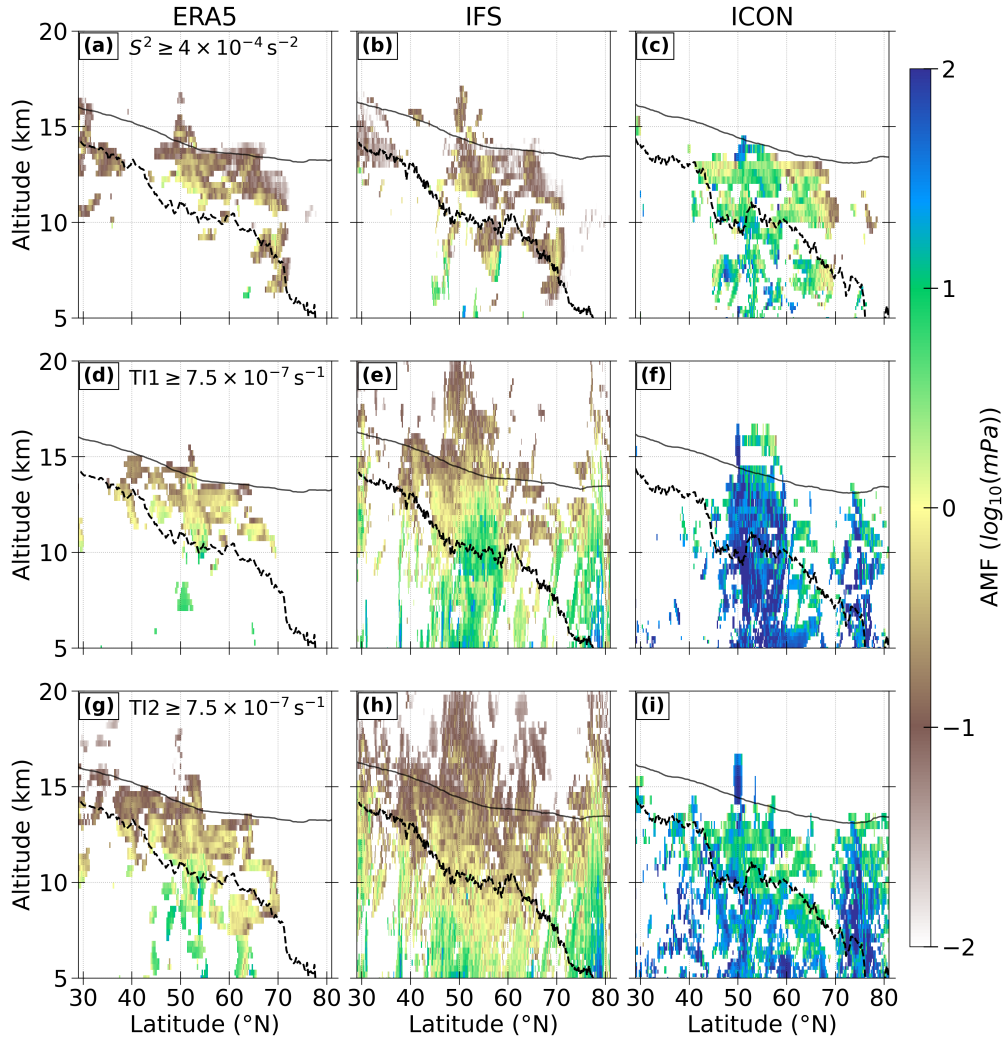 ERA5 IFS ICON
(a) S² ≥ 4 × 10⁻⁴ s⁻² (b) (c)
20
15
10
5
Altitude (km)
(d) TI1 ≥ 7.5 × 10⁻⁷ s⁻¹ (e) (f)
20
15
10
5
Altitude (km)
(g) TI2 ≥ 7.5 × 10⁻⁷ s⁻¹ (h) (i)
20
15
10
5
Altitude (km)
30 40 50 60 70 80 30 40 50 60 70 80 30 40 50 60 70 80
Latitude (°N) Latitude (°N) Latitude (°N)
2
1
0
−1
−2
AMF (log₁₀(mPa))